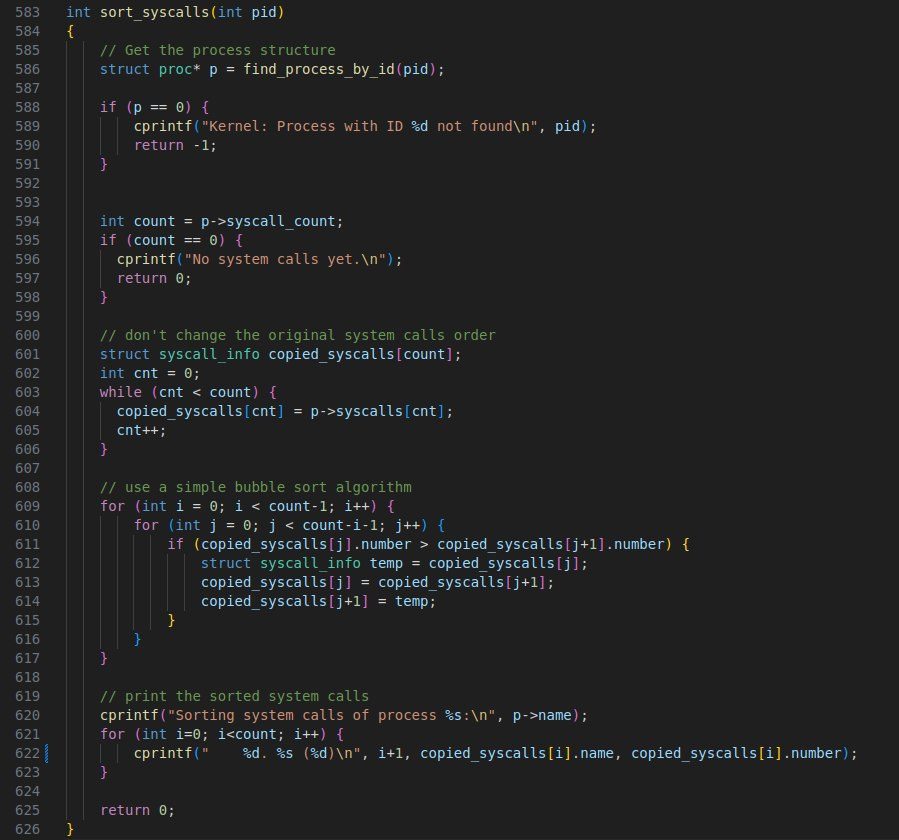 583 int sort_syscalls(int pid)
584 {
585     // Get the process structure
586     struct proc* p = find_process_by_id(pid);
587
588     if (p == 0) {
589         cprintf("Kernel: Process with ID %d not found\n", pid);
590         return -1;
591     }
592
593
594     int count = p->syscall_count;
595     if (count == 0) {
596       cprintf("No system calls yet.\n");
597       return 0;
598     }
599
600     // don't change the original system calls order
601     struct syscall_info copied_syscalls[count];
602     int cnt = 0;
603     while (cnt < count) {
604       copied_syscalls[cnt] = p->syscalls[cnt];
605       cnt++;
606     }
607
608     // use a simple bubble sort algorithm
609     for (int i = 0; i < count-1; i++) {
610         for (int j = 0; j < count-i-1; j++) {
611             if (copied_syscalls[j].number > copied_syscalls[j+1].number) {
612                 struct syscall_info temp = copied_syscalls[j];
613                 copied_syscalls[j] = copied_syscalls[j+1];
614                 copied_syscalls[j+1] = temp;
615             }
616         }
617     }
618
619     // print the sorted system calls
620     cprintf("Sorting system calls of process %s:\n", p->name);
621     for (int i=0; i<count; i++) {
622         cprintf("    %d. %s (%d)\n", i+1, copied_syscalls[i].name, copied_syscalls[i].number);
623     }
624
625     return 0;
626 }